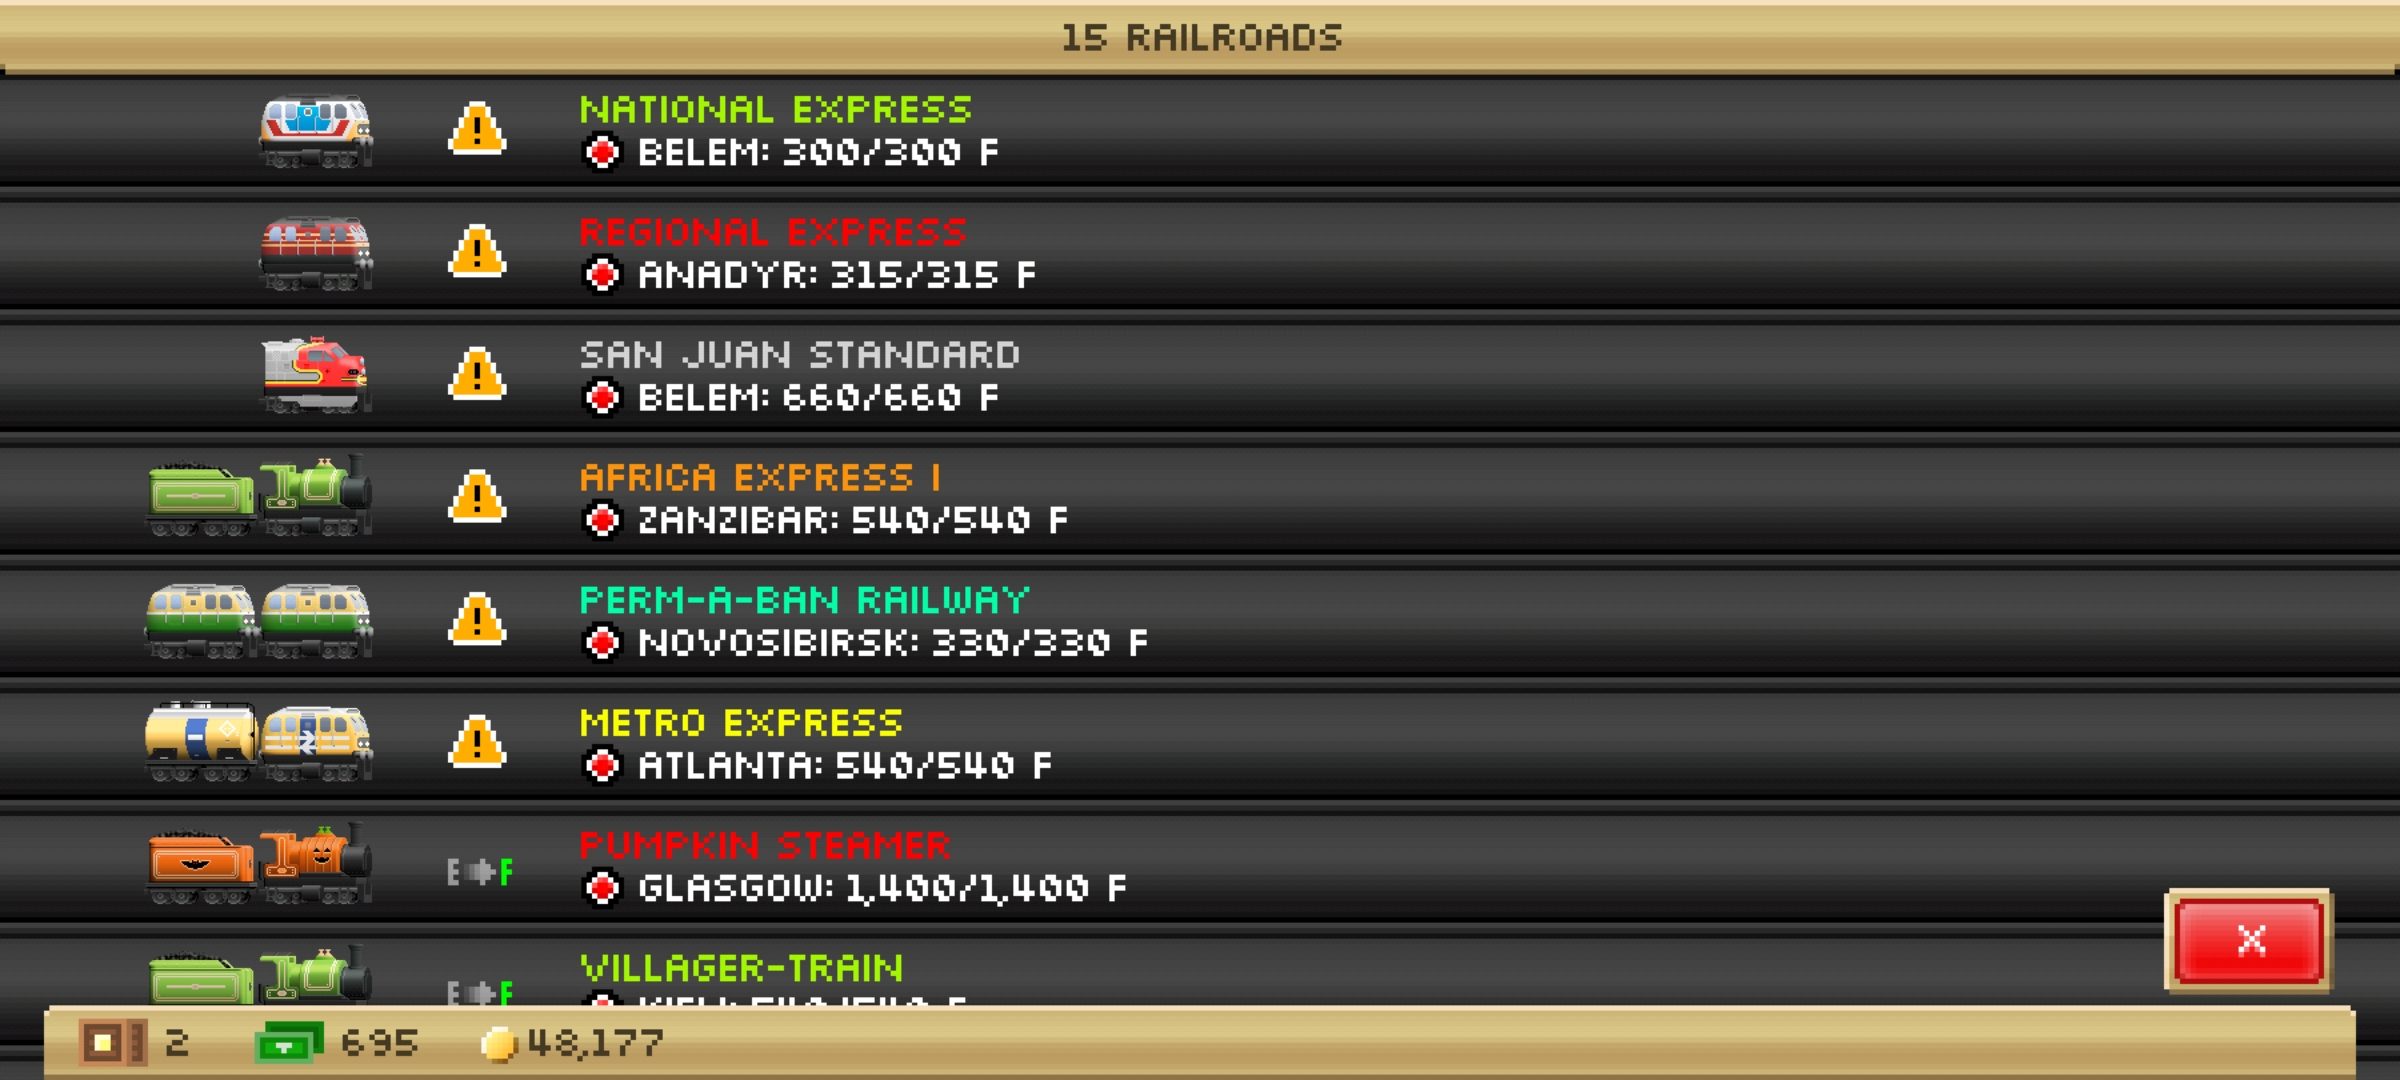 15 RAILROADS
NATIONAL EXPRESS
BELEM: 300/300 F
REGIONAL EXPRESS
ANADYR: 315/315 F
SAN JUAN STANDARD
BELEM: 660/660 F
AFRICA EXPRESS I
ZANZIBAR: 540/540 F
PERM-A-BAN RAILWAY
NOVOSIBIRSK: 330/330 F
METRO EXPRESS
ATLANTA: 540/540 F
PUMPKIN STEAMER
E F
GLASGOW: 1,400/1,400 F
X
VILLAGER-TRAIN
E F
2 695 48,177